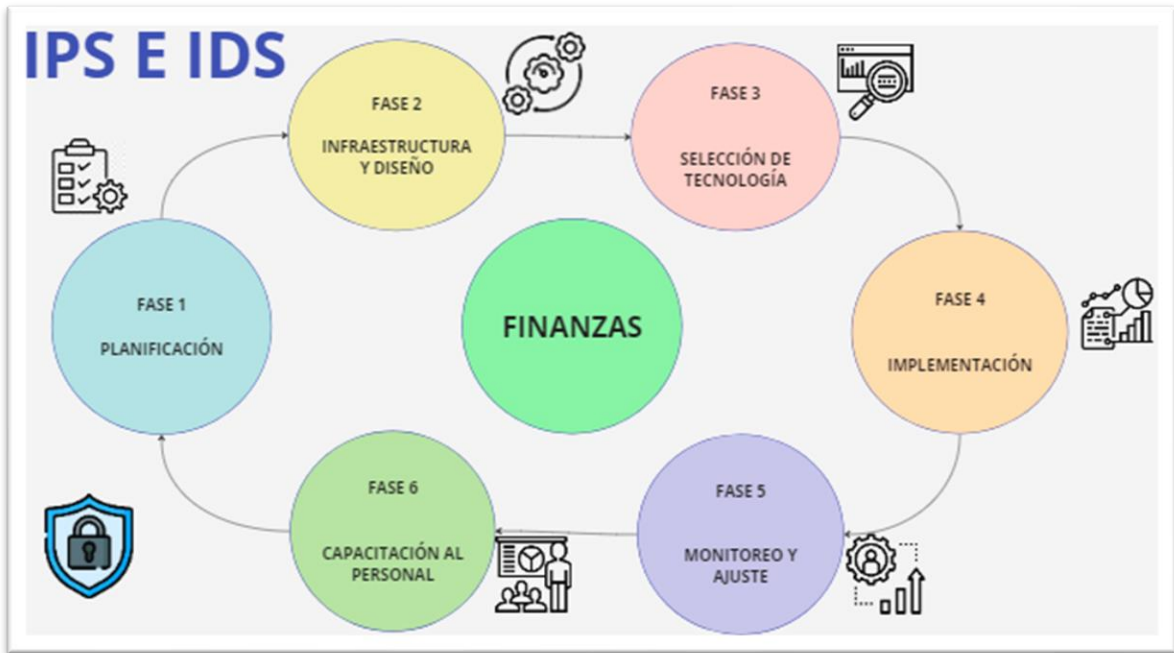 IPS E IDS
FASE 1
PLANIFICACIÓN
FASE 2
INFRAESTRUCTURA
Y DISEÑO
FASE 3
SELECCIÓN DE
TECNOLOGÍA
FASE 4
IMPLEMENTACIÓN
FASE 5
MONITOREO Y
AJUSTE
FASE 6
CAPACITACIÓN AL
PERSONAL
FINANZAS